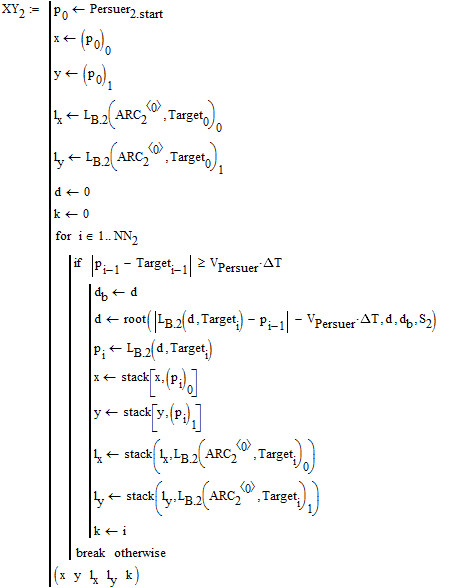 XY₂ := p₀ ← Persuer₂.start
x ← (p₀)₀
y ← (p₀)₁
lₓ ← L_B.2(ARC₂^⟨0⟩, Target₀)₀
l_y ← L_B.2(ARC₂^⟨0⟩, Target₀)₁
d ← 0
k ← 0
for i ∈ 1.. NN₂
if |p_i−1 − Target_i−1| ≥ V_Persuer·ΔT
d_b ← d
d ← root(|L_B.2(d, Target_i) − p_i−1| − V_Persuer·ΔT, d, d_b, S₂)
p_i ← L_B.2(d, Target_i)
x ← stack[x, (p_i)₀]
y ← stack[y, (p_i)₁]
lₓ ← stack(lₓ, L_B.2(ARC₂^⟨0⟩, Target_i)₀)
l_y ← stack(l_y, L_B.2(ARC₂^⟨0⟩, Target_i)₁)
k ← i
break otherwise
(x y lₓ l_y k)